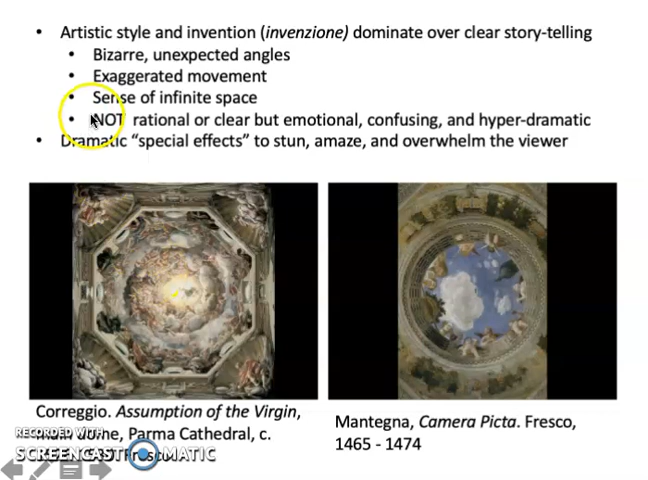 • Artistic style and invention (invenzione) dominate over clear story-telling
• Bizarre, unexpected angles
• Exaggerated movement
• Sense of infinite space
• NOT rational or clear but emotional, confusing, and hyper-dramatic
• Dramatic “special effects” to stun, amaze, and overwhelm the viewer
Correggio. Assumption of the Virgin,
dome, Parma Cathedral, c.
Mantegna, Camera Picta. Fresco,
1465 - 1474
RECORDED WITH
SCREENCAST MATIC